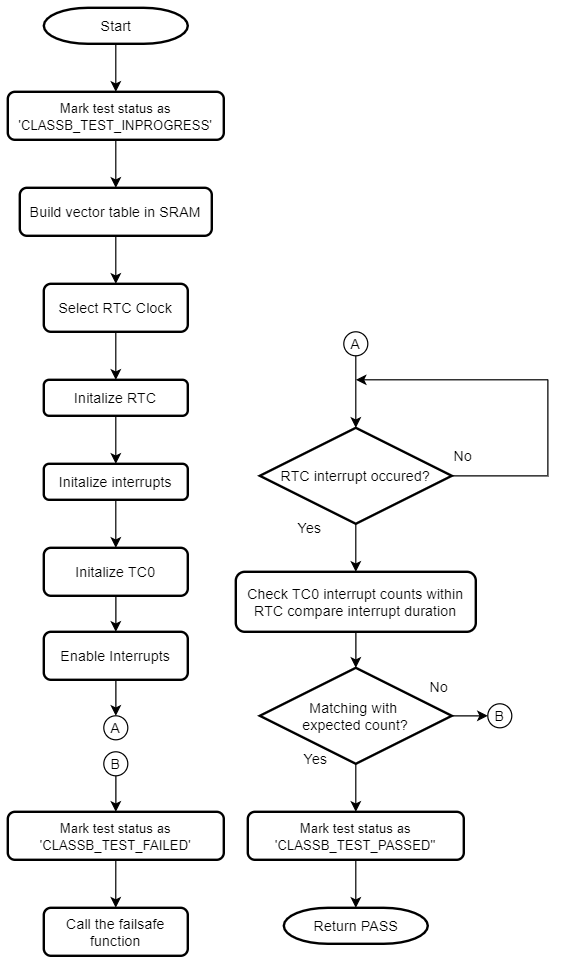 Start
Mark test status as
'CLASSB_TEST_INPROGRESS'
Build vector table in SRAM
Select RTC Clock
Initalize RTC
Initalize interrupts
Initalize TC0
Enable Interrupts
A
B
Mark test status as
'CLASSB_TEST_FAILED'
Call the failsafe
function
A
RTC interrupt occured?
No
Yes
Check TC0 interrupt counts within
RTC compare interrupt duration
Matching with
expected count?
No
B
Yes
Mark test status as
'CLASSB_TEST_PASSED"
Return PASS